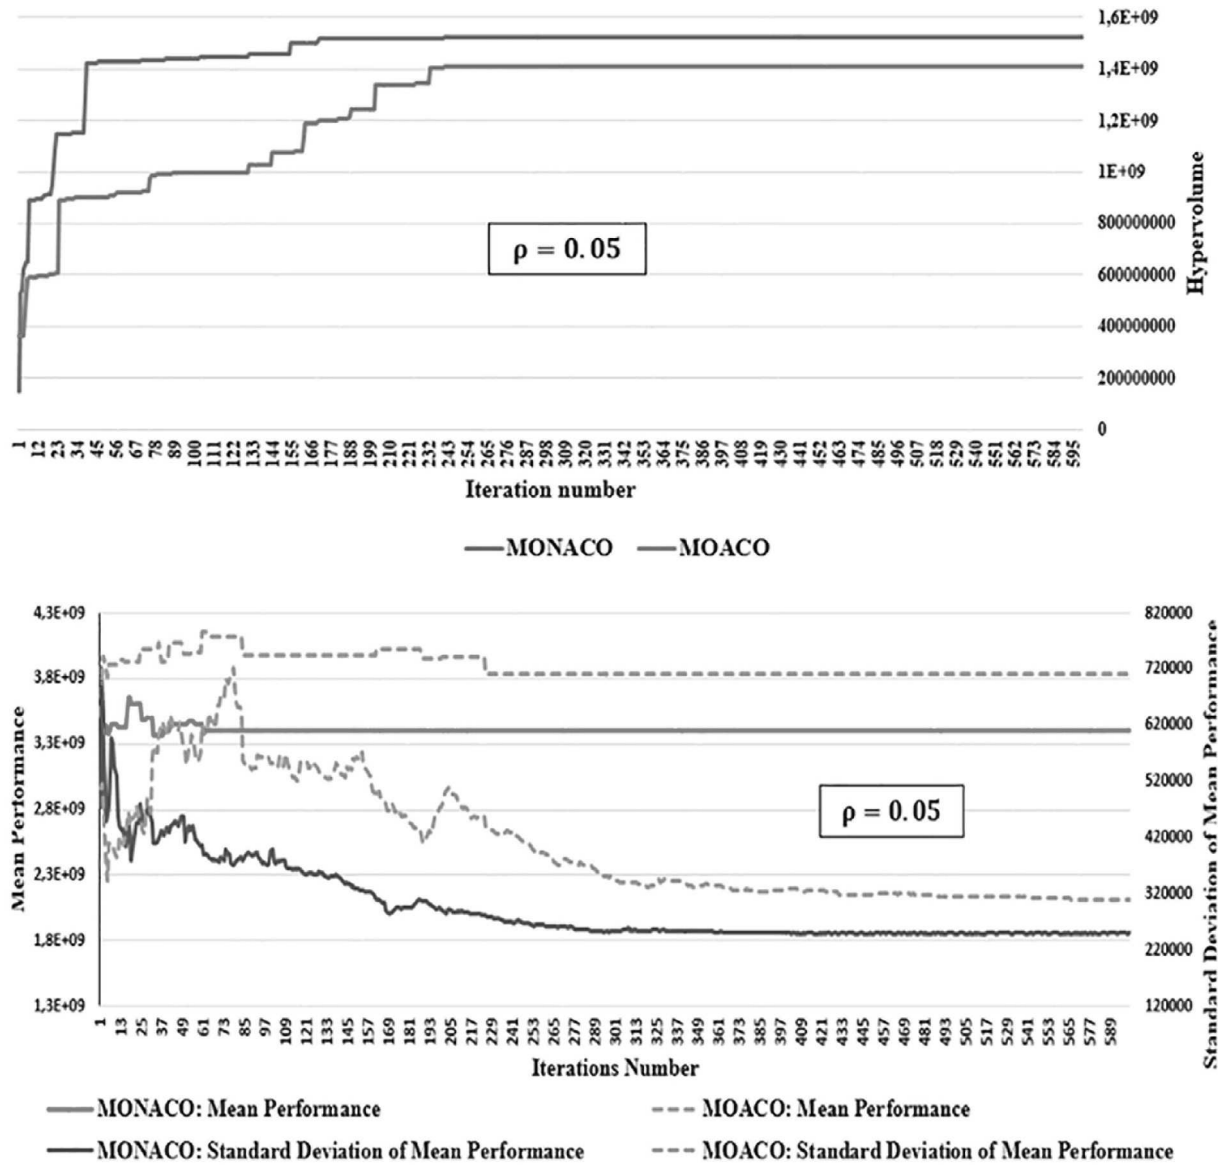 1,6E+09
1,4E+09
1,2E+09
1E+09
800000000
600000000
400000000
200000000
0
Hypervolume
ρ = 0.05
1 12 23 34 45 56 67 78 89 100 111 122 133 144 155 166 177 188 199 210 221 232 243 254 265 276 287 298 309 320 331 342 353 364 375 386 397 408 419 430 441 452 463 474 485 496 507 518 529 540 551 562 573 584 595
Iteration number
MONACO MOACO
4,3E+09
3,8E+09
3,3E+09
2,8E+09
2,3E+09
1,8E+09
1,3E+09
Mean Performance
820000
720000
620000
520000
420000
320000
220000
120000
Standard Deviation of Mean Performance
ρ = 0.05
1 13 25 37 49 61 73 85 97 109 121 133 145 157 169 181 193 205 217 229 241 253 265 277 289 301 313 325 337 349 361 373 385 397 409 421 433 445 457 469 481 493 505 517 529 541 553 565 577 589
Iterations Number
MONACO: Mean Performance MOACO: Mean Performance
MONACO: Standard Deviation of Mean Performance MOACO: Standard Deviation of Mean Performance